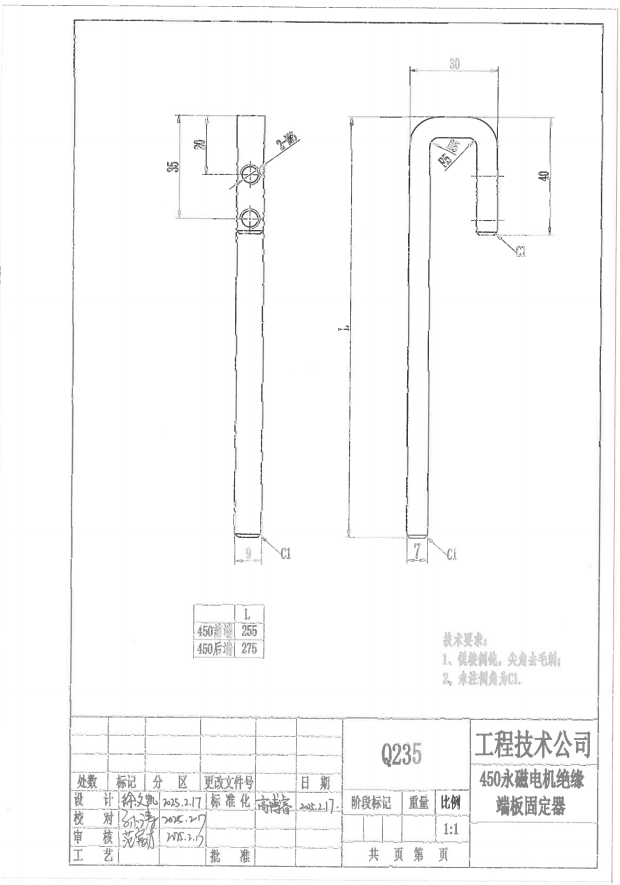 30
20
35
2-M6
R5
40
C1
L
9
C1
7
C1
L
450前端 255
450后端 275
技术要求:
1、锐棱倒钝，尖角去毛刺;
2、未注倒角为C1.
Q235
工程技术公司
450永磁电机绝缘
端板固定器
处数 标记 分 区 更改文件号 日 期
设 计 2025.2.17 标准化 2025.2.17.
校 对 2025.2.17
审 核 2025.2.17
工 艺 批 准
阶段标记 重量 比例
1:1
共 页 第 页